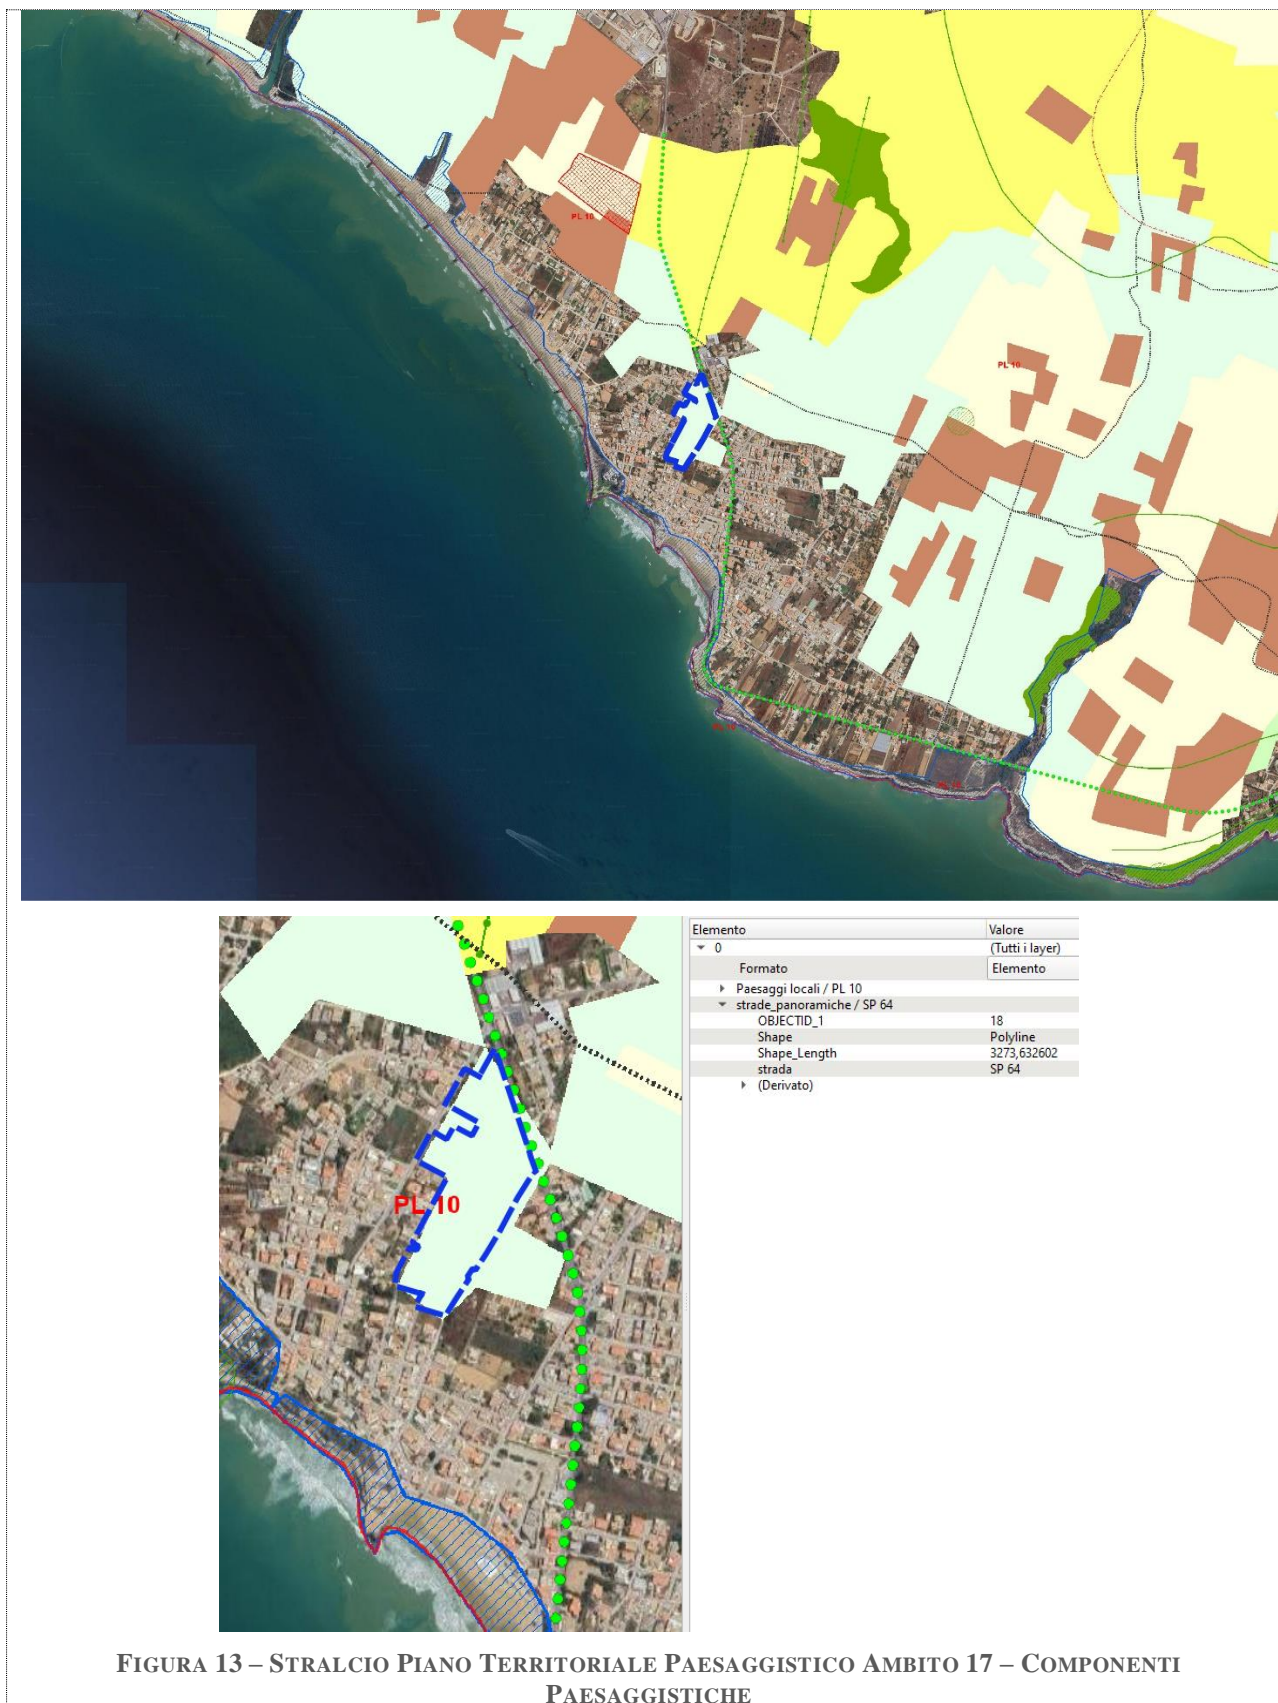 PL 10
PL 10
PL 10
PL 10
PL 10
Elemento Valore
0 (Tutti i layer)
Formato Elemento
Paesaggi locali / PL 10
strade_panoramiche / SP 64
OBJECTID_1 18
Shape Polyline
Shape_Length 3273,632602
strada SP 64
(Derivato)
FIGURA 13 – STRALCIO PIANO TERRITORIALE PAESAGGISTICO AMBITO 17 – COMPONENTI
PAESAGGISTICHE